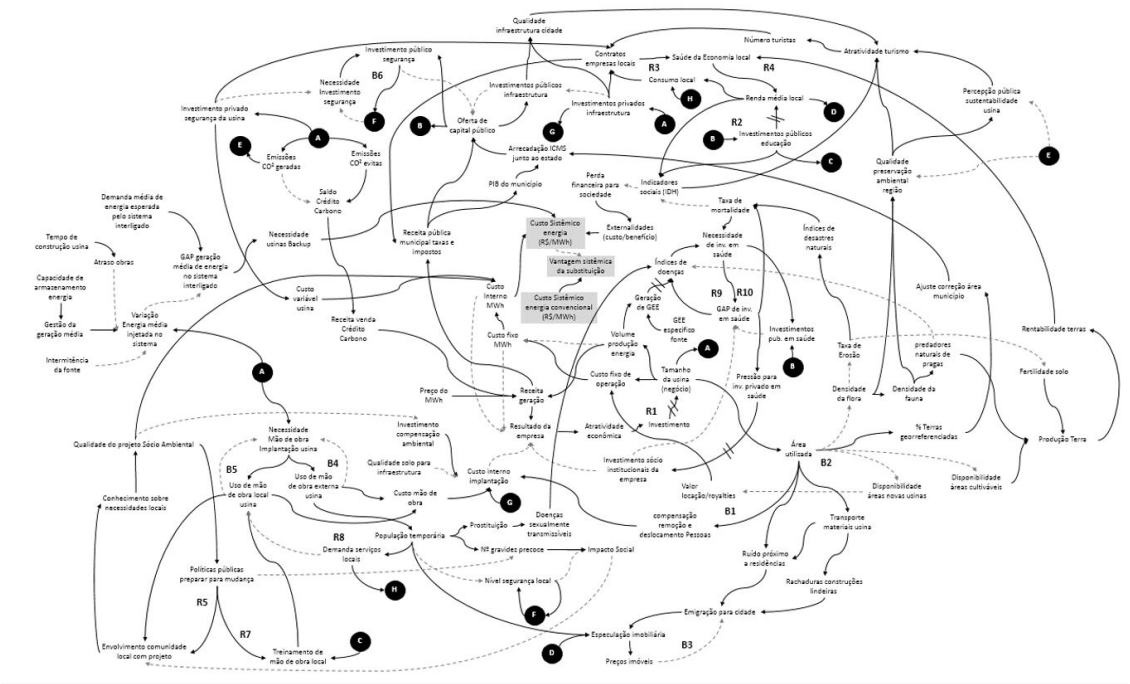 Qualidade
infraestrutura cidade
Número turistas
Investimento público
segurança
Contratos
empresas locais
Saúde da Economia local
Atratividade turismo
B6
R3
R4
Necessidade
Investimento
segurança
Investimentos públicos
infraestrutura
Consumo local
H
Renda média local
D
Percepção pública
sustentabilidade
usina
Investimento privado
segurança da usina
F
B
Oferta de
capital público
Investimentos privados
infraestrutura
G
A
R2
B
Investimentos públicos
educação
C
E
A
Emissões
CO² geradas
Emissões
CO² evitas
Arrecadação ICMS
junto ao estado
E
Qualidade
preservação
ambiental
região
Perda
financeira para
sociedade
Indicadores
sociais (IDH)
PIB do município
Saldo
Crédito
Carbono
Taxa de
mortalidade
Demanda média de
energia esperada
pelo sistema
interligado
Custo Sistêmico
energia
(R$/MWh)
Externalidades
(custo/benefício)
Índices de
desastres
naturais
Necessidade
usinas Backup
Receita pública
municipal taxas e
impostos
Necessidade
de inv. em
saúde
Tempo de
construção usina
Atraso obras
GAP geração
média de energia
no sistema
interligado
Vantagem sistêmica
da substituição
Índices de
doenças
Capacidade de
armazenamento
energia
Custo
variável
usina
Custo
Interno
MWh
Custo Sistêmico
energia convencional
(R$/MWh)
Geração
de GEE
R9
R10
GAP de inv.
em saúde
Ajuste correção área
município
Variação
Energia média
injetada no
sistema
Gestão da
geração média
Receita venda
Crédito
Carbono
Custo fixo
MWh
Volume
produção
energia
GEE
especifico
fonte
Investimentos
pub. em saúde
Taxa de
Erosão
predadores
naturais de
pragas
Rentabilidade terras
Intermitência
da fonte
A
A
B
Fertilidade solo
Custo fixo de
operação
Tamanho
da usina
(negócio)
Pressão para
inv. privado em
saúde
Densidade
da flora
Densidade da
fauna
Preço do
MWh
Receita
geração
R1
Investimento
Resultado da
empresa
Atratividade
econômica
Investimento
compensação
ambiental
Necessidade
Mão de obra
Implantação usina
% Terras
georreferenciadas
Produção Terra
Qualidade do projeto Sócio Ambiental
Área
utilizada
B2
Investimento sócio
institucionais da
empresa
B5
B4
Qualidade solo para
infraestrutura
Custo interno
implantação
Uso de mão
de obra local
usina
Uso de mão
de obra externa
usina
Valor
locação/royalties
Disponibilidade
áreas novas usinas
Disponibilidade
áreas cultiváveis
Conhecimento sobre
necessidades locais
Custo mão de
obra
G
B1
Doenças
sexualmente
transmissíveis
compensação
remoção e
deslocamento Pessoas
Transporte
materiais usina
Prostituição
População temporária
R8
Demanda serviços
locais
Nº gravides precoce
Impacto Social
Ruído próximo
a residências
Políticas públicas
preparar para mudança
H
Nível segurança local
Rachaduras construções
lindeiras
R5
F
Emigração para cidade
R7
C
Especulação imobiliária
B3
Envolvimento comunidade
local com projeto
Treinamento de
mão de obra local
D
Preços imóveis